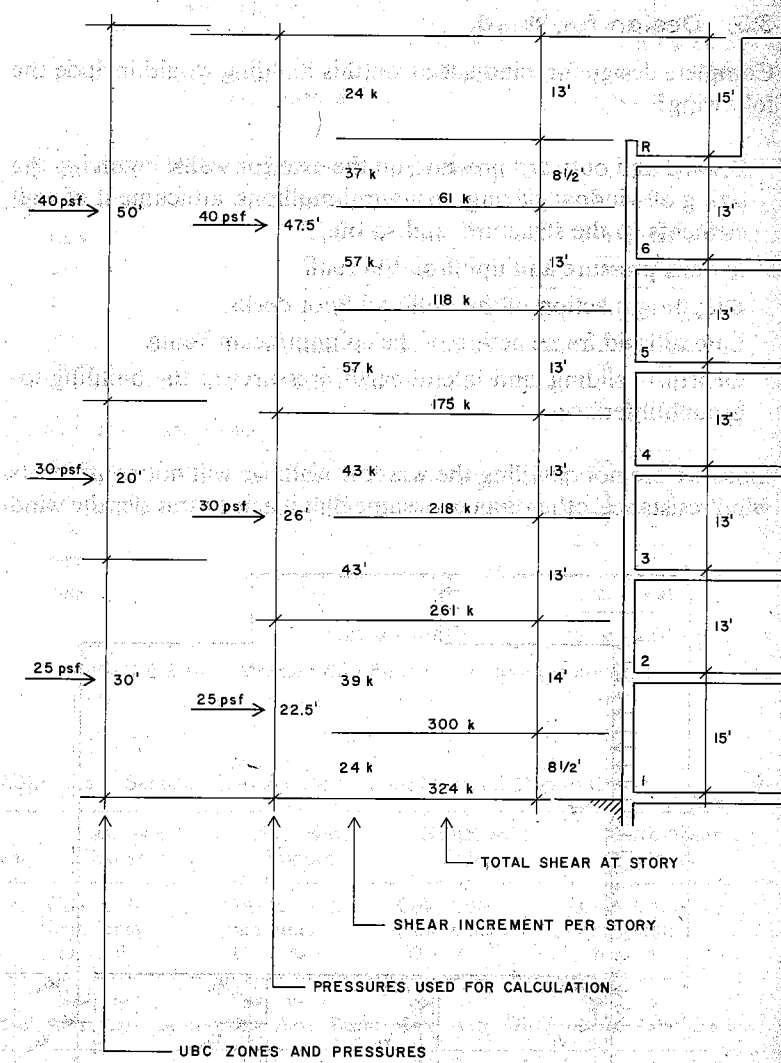 24 k 13' 15'
R
37 k 8 1/2'
40 psf 50' 61 k 13'
40 psf 47.5'
6
57 k 13'
118 k 13'
5
57 k 13'
175 k 13'
4
30 psf 20' 43 k 13'
30 psf 26' 218 k 13'
3
43' 13'
261 k 13'
2
25 psf 30' 39 k 14'
25 psf 22.5'
300 k 15'
24 k 8 1/2' 1
324 k
TOTAL SHEAR AT STORY
SHEAR INCREMENT PER STORY
PRESSURES USED FOR CALCULATION
UBC ZONES AND PRESSURES